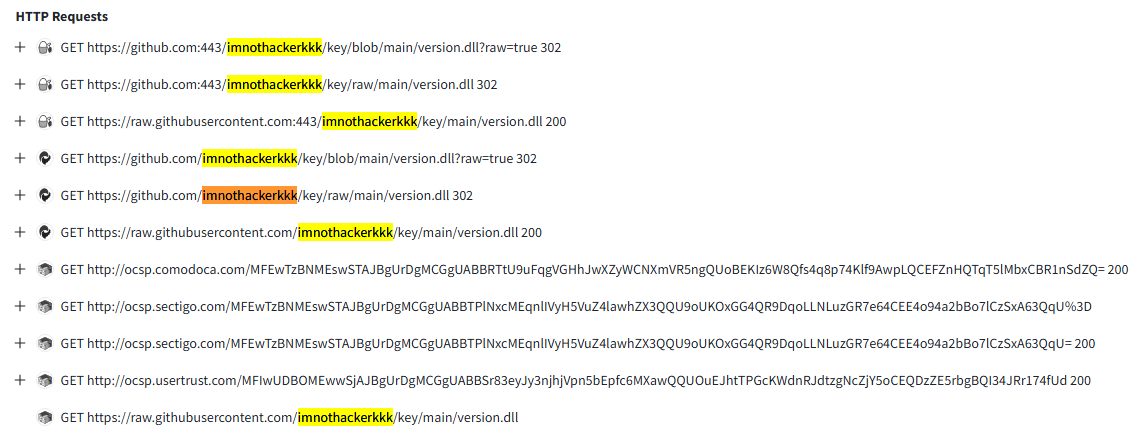 HTTP Requests
+ GET https://github.com:443/imnothackerkkk/key/blob/main/version.dll?raw=true 302
+ GET https://github.com:443/imnothackerkkk/key/raw/main/version.dll 302
+ GET https://raw.githubusercontent.com:443/imnothackerkkk/key/main/version.dll 200
+ GET https://github.com/imnothackerkkk/key/blob/main/version.dll?raw=true 302
+ GET https://github.com/imnothackerkkk/key/raw/main/version.dll 302
+ GET https://raw.githubusercontent.com/imnothackerkkk/key/main/version.dll 200
+ GET http://ocsp.comodoca.com/MFEwTzBNMEswSTAJBgUrDgMCGgUABBRTtU9uFqgVGHhJwXZyWCNXmVR5ngQUoBEKIz6W8Qfs4q8p74Klf9AwpLQCEFZnHQTqT5lMbxCBR1nSdZQ= 200
+ GET http://ocsp.sectigo.com/MFEwTzBNMEswSTAJBgUrDgMCGgUABBTPlNxcMEqnlIVyH5VuZ4lawhZX3QQU9oUKOxGG4QR9DqoLLNLuzGR7e64CEE4o94a2bBo7lCzSxA63QqU%3D
+ GET http://ocsp.sectigo.com/MFEwTzBNMEswSTAJBgUrDgMCGgUABBTPlNxcMEqnlIVyH5VuZ4lawhZX3QQU9oUKOxGG4QR9DqoLLNLuzGR7e64CEE4o94a2bBo7lCzSxA63QqU= 200
+ GET http://ocsp.usertrust.com/MFIwUDBOMEwwSjAJBgUrDgMCGgUABBSr83eyJy3njhjVpn5bEpfc6MXawQQUOuEJhtTPGcKWdnRJdtzgNcZjY5oCEQDzZE5rbgBQI34JRr174fUd 200
GET https://raw.githubusercontent.com/imnothackerkkk/key/main/version.dll